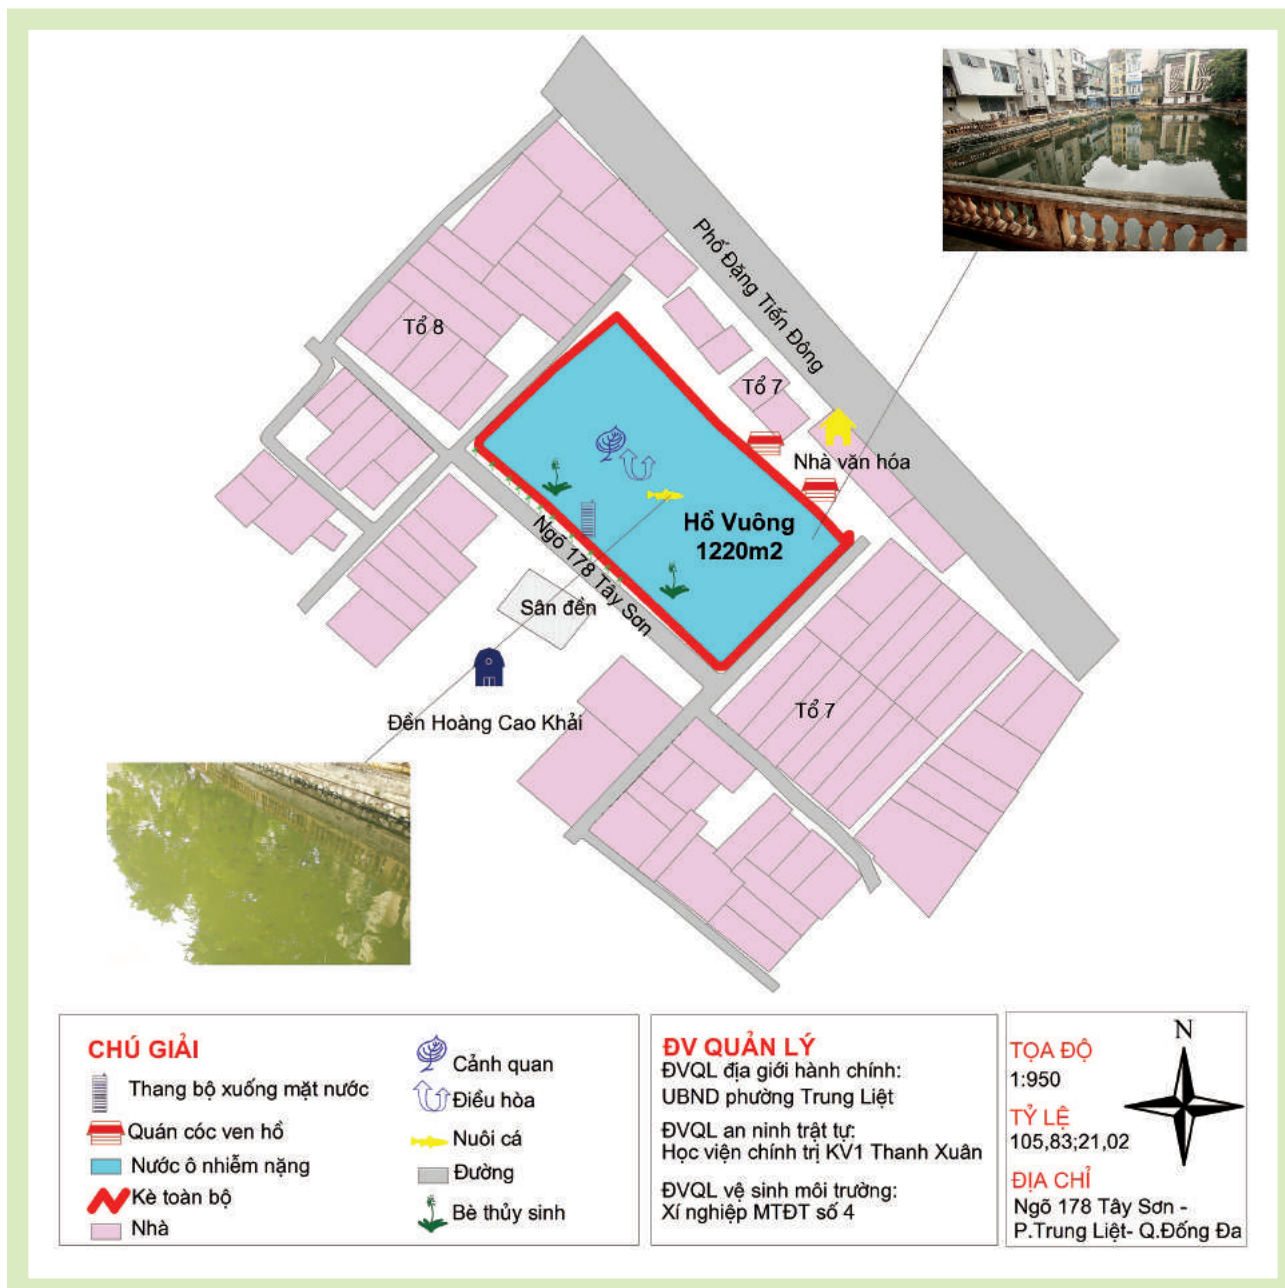 Phố Đặng Tiến Đông
Tổ 8
Tổ 7
Nhà văn hóa
Hồ Vuông
1220m2
Ngõ 178 Tây Sơn
Sân đền
Đền Hoàng Cao Khải
Tổ 7
CHÚ GIẢI
Thang bộ xuống mặt nước
Quán cóc ven hồ
Nước ô nhiễm nặng
Kè toàn bộ
Nhà
Cảnh quan
Điều hòa
Nuôi cá
Đường
Bè thủy sinh
ĐV QUẢN LÝ
ĐVQL địa giới hành chính:
UBND phường Trung Liệt
ĐVQL an ninh trật tự:
Học viện chính trị KV1 Thanh Xuân
ĐVQL vệ sinh môi trường:
Xí nghiệp MTĐT số 4
N
TỌA ĐỘ
1:950
TỶ LỆ
105,83;21,02
ĐỊA CHỈ
Ngõ 178 Tây Sơn -
P.Trung Liệt- Q.Đống Đa